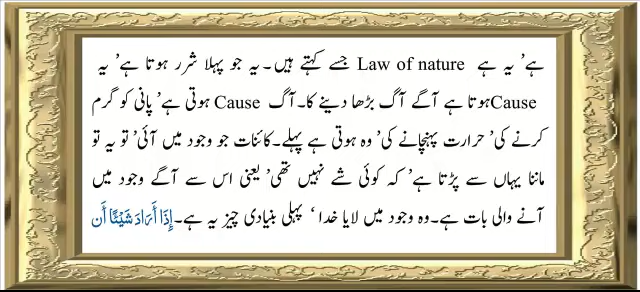 ہے‘ یہ ہے Law of nature جسے کہتے ہیں۔ یہ جو پہلا شرر ہوتا ہے‘ یہ
Cause ہوتا ہے آگے آگ بڑھا دینے کا۔ آگ Cause ہوتی ہے‘ پانی کو گرم
کرنے کی‘ حرارت پہنچانے کی‘ وہ ہوتی ہے پہلے۔ کائنات جو وجود میں آئی‘ تو یہ تو
ماننا یہاں سے پڑتا ہے‘ کہ کوئی شے نہیں تھی‘ یعنی اس سے آگے وجود میں
آنے والی بات ہے۔ وہ وجود میں لایا خدا ‘ پہلی بنیادی چیز یہ ہے۔ إِذَا أَرَادَ شَيْئًا أَن